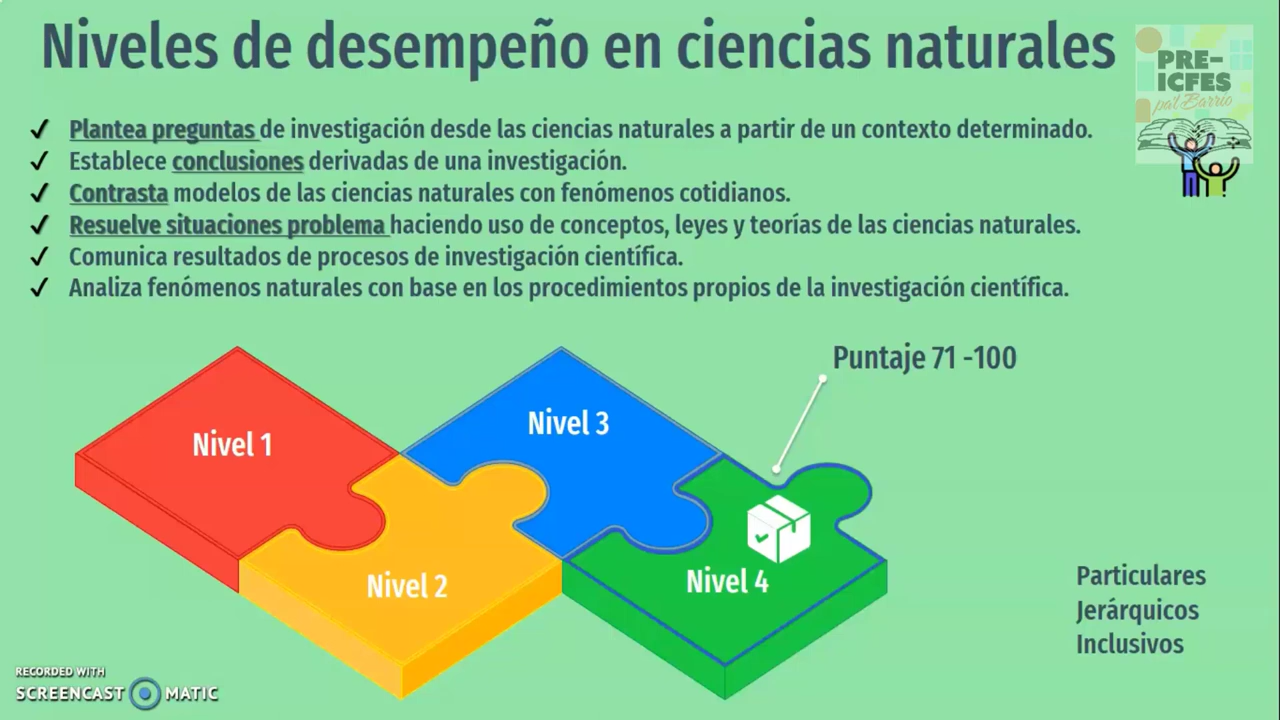 Niveles de desempeño en ciencias naturales
PRE-
ICFES
pa'l Barrio
✓ Plantea preguntas de investigación desde las ciencias naturales a partir de un contexto determinado.
✓ Establece conclusiones derivadas de una investigación.
✓ Contrasta modelos de las ciencias naturales con fenómenos cotidianos.
✓ Resuelve situaciones problema haciendo uso de conceptos, leyes y teorías de las ciencias naturales.
✓ Comunica resultados de procesos de investigación científica.
✓ Analiza fenómenos naturales con base en los procedimientos propios de la investigación científica.
Puntaje 71 -100
Nivel 1
Nivel 2
Nivel 3
Nivel 4
Particulares
Jerárquicos
Inclusivos
RECORDED WITH
SCREENCAST MATIC